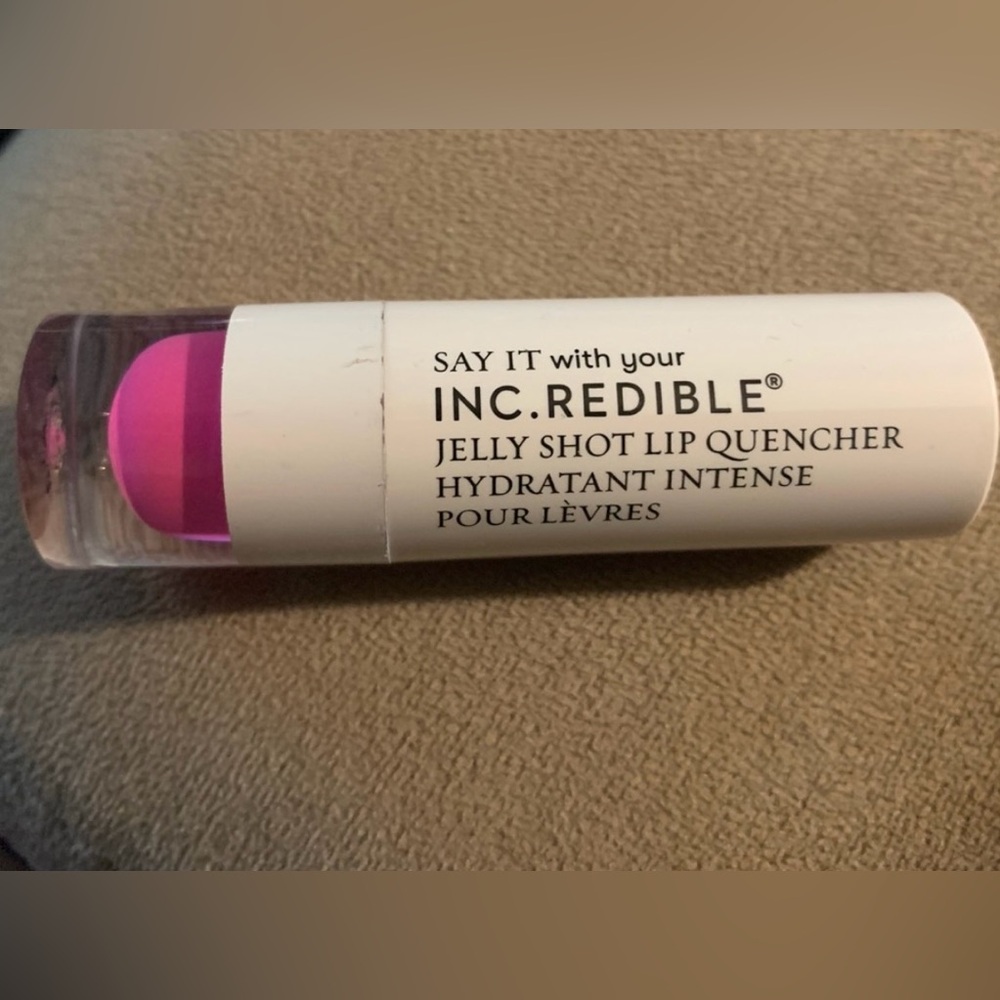 SAY IT with your
INC.REDIBLE®
JELLY SHOT LIP QUENCHER
HYDRATANT INTENSE
POUR LÈVRES